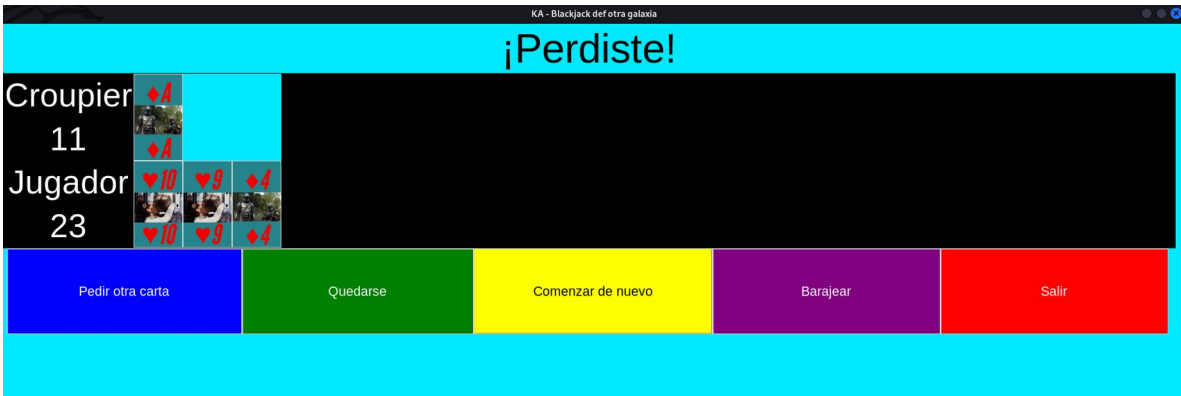 KA - Blackjack def otra galaxia
¡Perdiste!
Croupier
11
♦A
♦A
Jugador
23
♥10 ♥9 ♦4
♥10 ♥9 ♦4
Pedir otra carta Quedarse Comenzar de nuevo Barajear Salir